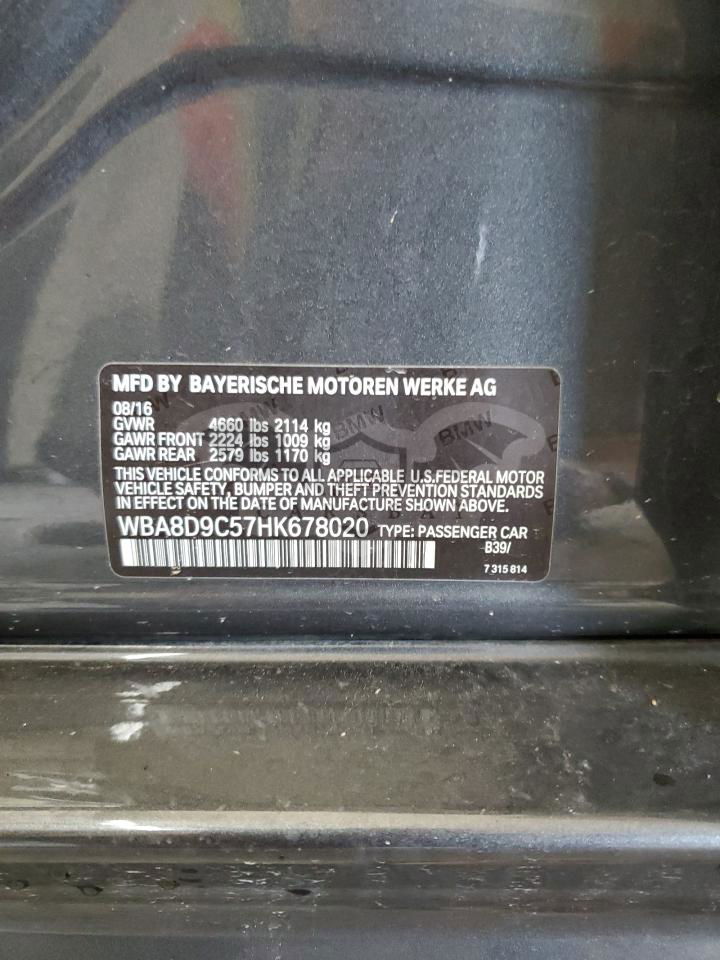 MFD BY BAYERISCHE MOTOREN WERKE AG
08/16
GVWR 4660 lbs 2114 kg
GAWR FRONT 2224 lbs 1009 kg
GAWR REAR 2579 lbs 1170 kg
THIS VEHICLE CONFORMS TO ALL APPLICABLE U.S.FEDERAL MOTOR
VEHICLE SAFETY, BUMPER AND THEFT PREVENTION STANDARDS
IN EFFECT ON THE DATE OF MANUFACTURE SHOWN ABOVE.
WBA8D9C57HK678020 TYPE: PASSENGER CAR
B39/
7 315 814
BMW
BMW